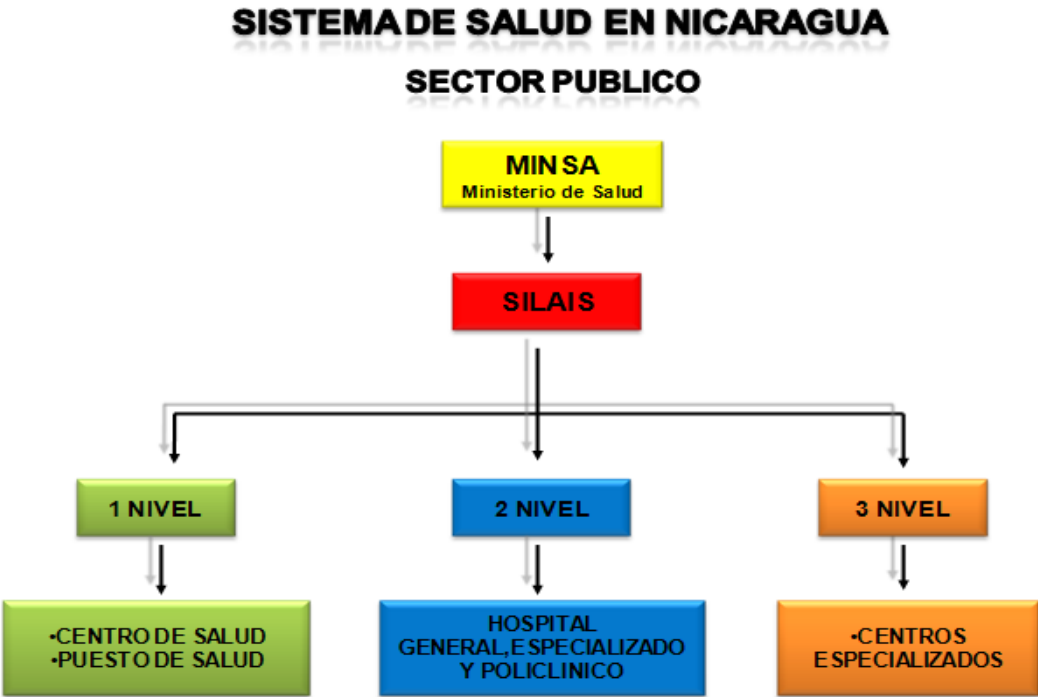 SISTEMA DE SALUD EN NICARAGUA
SECTOR PUBLICO
MINSA
Ministerio de Salud
SILAIS
1 NIVEL
2 NIVEL
3 NIVEL
•CENTRO DE SALUD
•PUESTO DE SALUD
HOSPITAL
GENERAL,ESPECIALIZADO
Y POLICLINICO
•CENTROS
ESPECIALIZADOS